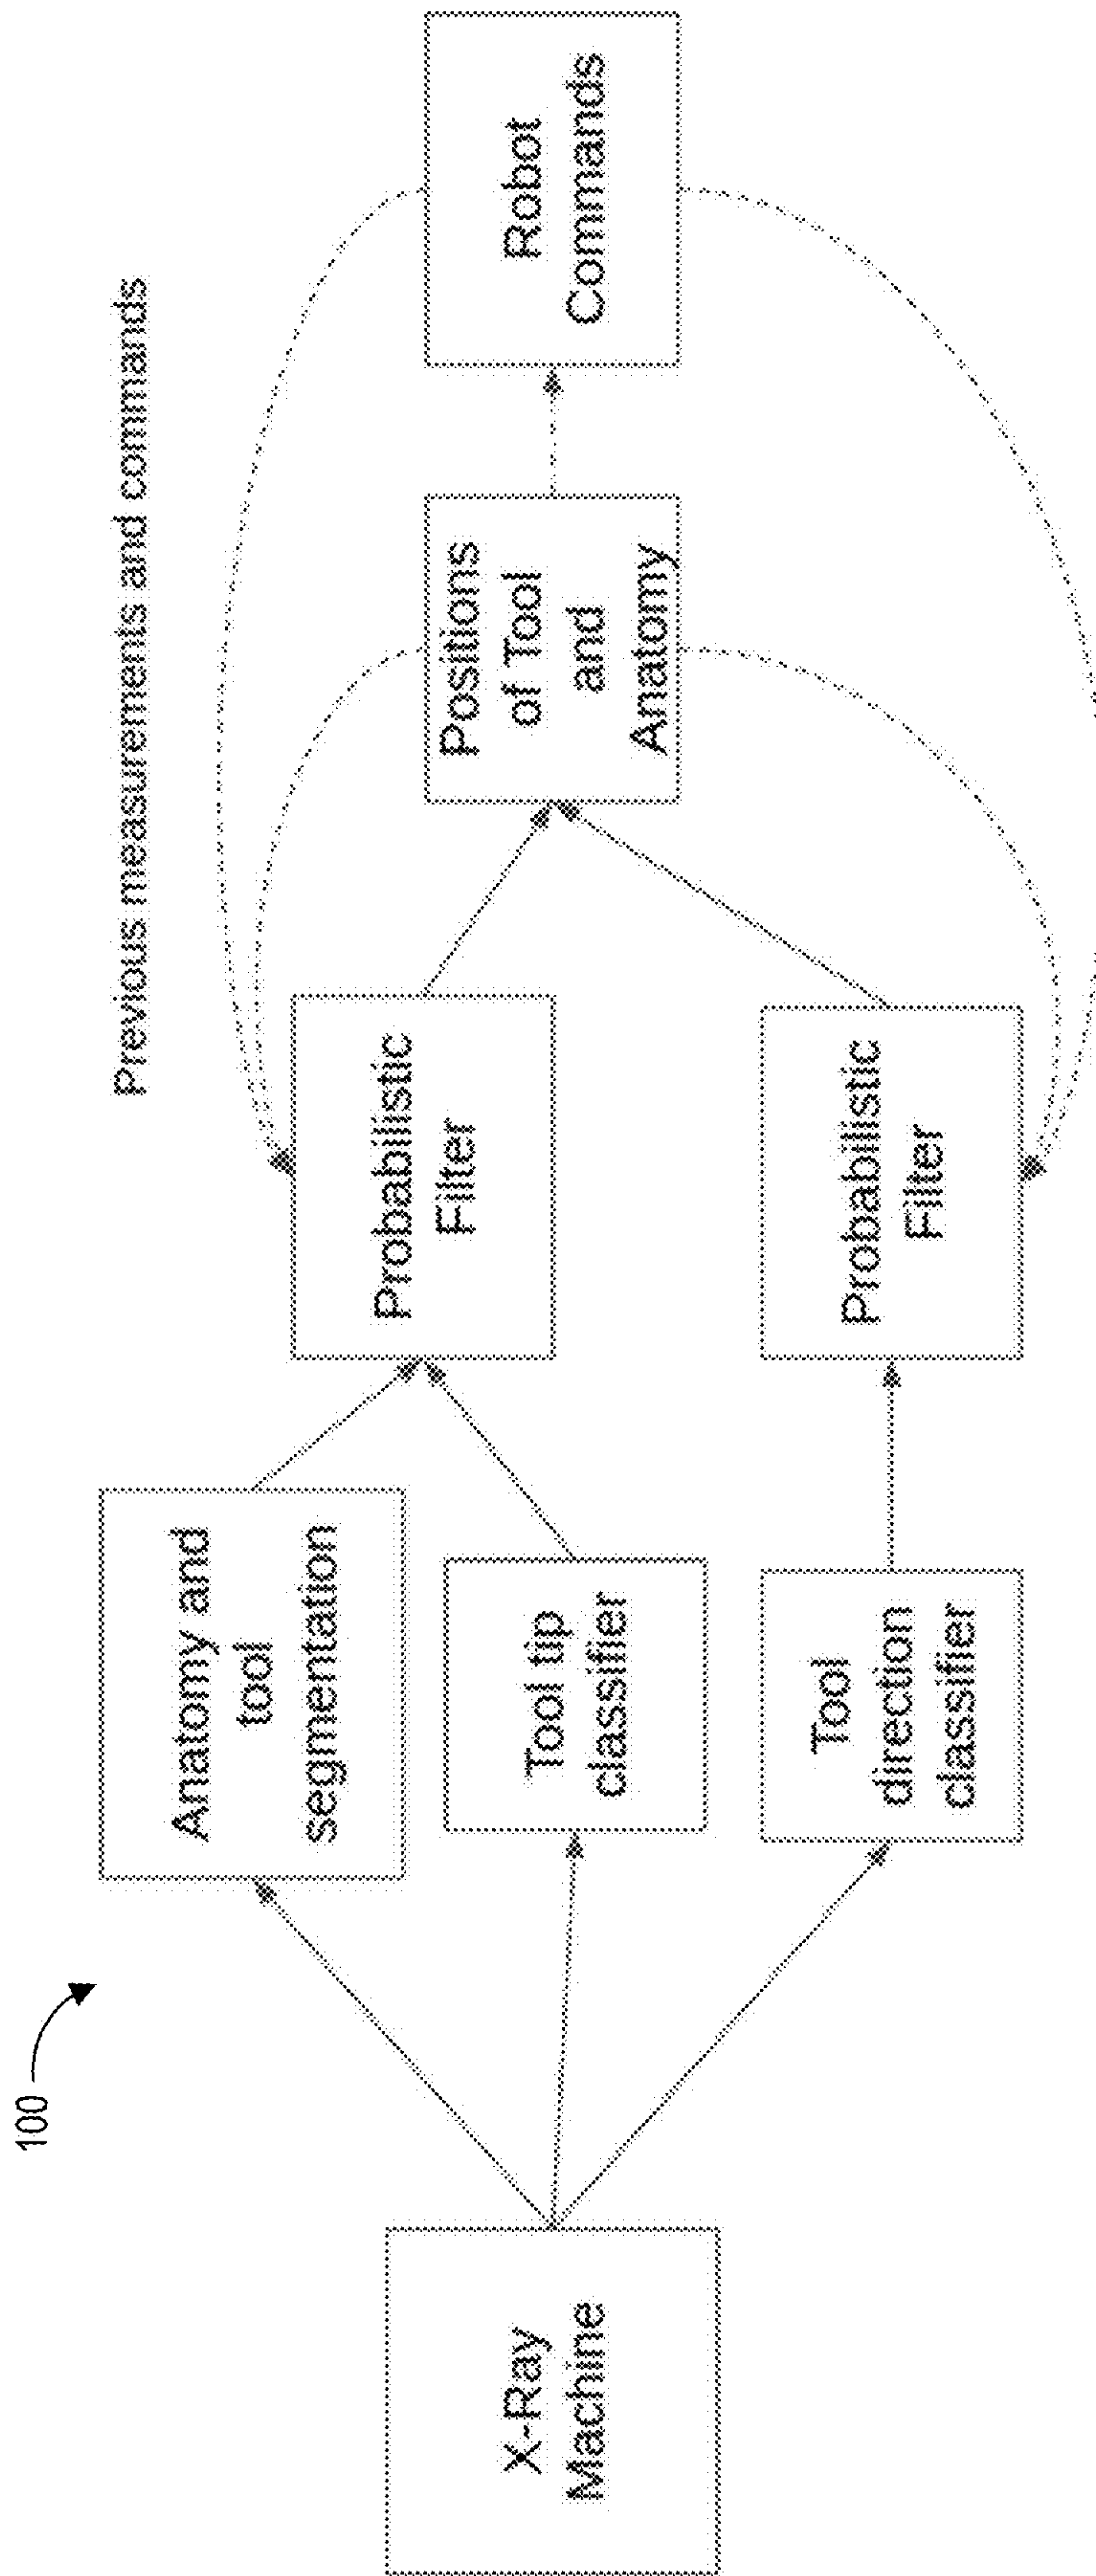 100
Previous measurements and commands
X-Ray
Machine
Anatomy and
tool
segmentation
Tool tip
classifier
Tool
direction
classifier
Probabilistic
Filter
Probabilistic
Filter
Positions
of Tool
and
Anatomy
Robot
Commands